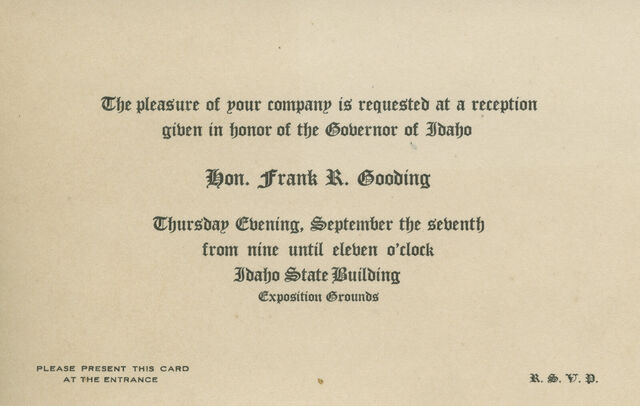 The pleasure of your company is requested at a reception
given in honor of the Governor of Idaho
Hon. Frank R. Gooding
Thursday Evening, September the seventh
from nine until eleven o'clock
Idaho State Building
Exposition Grounds
PLEASE PRESENT THIS CARD
AT THE ENTRANCE
R. S. V. P.